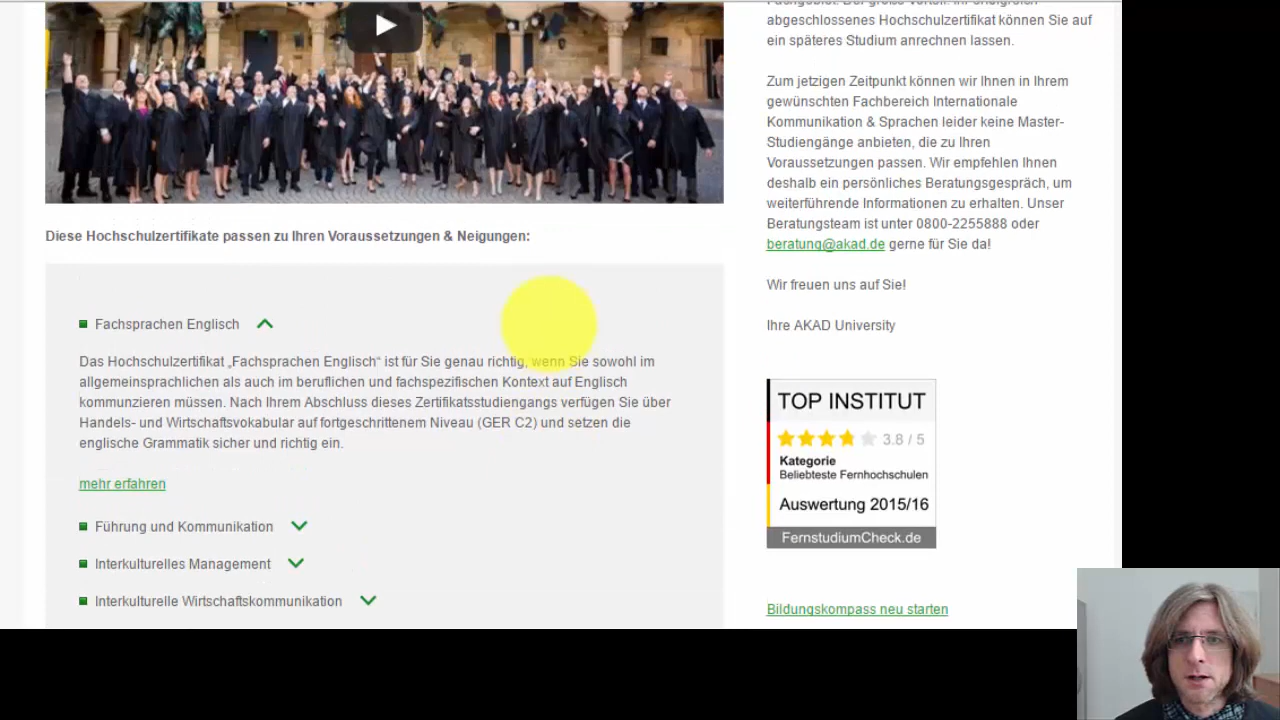 Diese Hochschulzertifikate passen zu Ihren Voraussetzungen & Neigungen:
Fachsprachen Englisch
Das Hochschulzertifikat „Fachsprachen Englisch“ ist für Sie genau richtig, wenn Sie sowohl im
allgemeinsprachlichen als auch im beruflichen und fachspezifischen Kontext auf Englisch
kommunzieren müssen. Nach Ihrem Abschluss dieses Zertifikatsstudiengangs verfügen Sie über
Handels- und Wirtschaftsvokabular auf fortgeschrittenem Niveau (GER C2) und setzen die
englische Grammatik sicher und richtig ein.
mehr erfahren
Führung und Kommunikation
Interkulturelles Management
Interkulturelle Wirtschaftskommunikation
abgeschlossenes Hochschulzertifikat können Sie auf
ein späteres Studium anrechnen lassen.
Zum jetzigen Zeitpunkt können wir Ihnen in Ihrem
gewünschten Fachbereich Internationale
Kommunikation & Sprachen leider keine Master-
Studiengänge anbieten, die zu Ihren
Voraussetzungen passen. Wir empfehlen Ihnen
deshalb ein persönliches Beratungsgespräch, um
weiterführende Informationen zu erhalten. Unser
Beratungsteam ist unter 0800-2255888 oder
beratung@akad.de gerne für Sie da!
Wir freuen uns auf Sie!
Ihre AKAD University
TOP INSTITUT
3.8 / 5
Kategorie
Beliebteste Fernhochschulen
Auswertung 2015/16
FernstudiumCheck.de
Bildungskompass neu starten